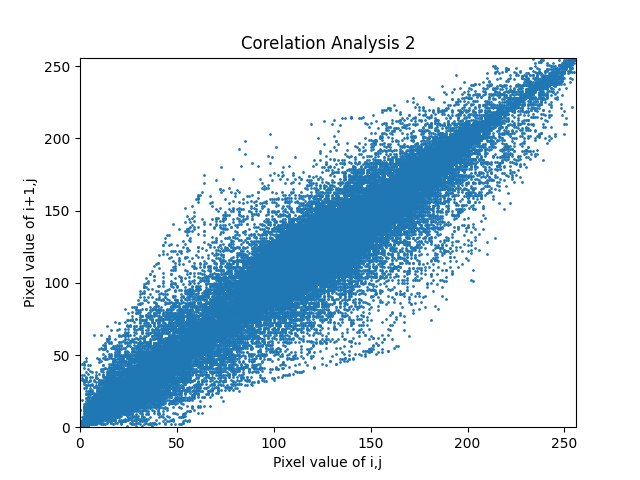 Corelation Analysis 2
250
200
150
100
50
0
Pixel value of i+1,j
0 50 100 150 200 250
Pixel value of i,j